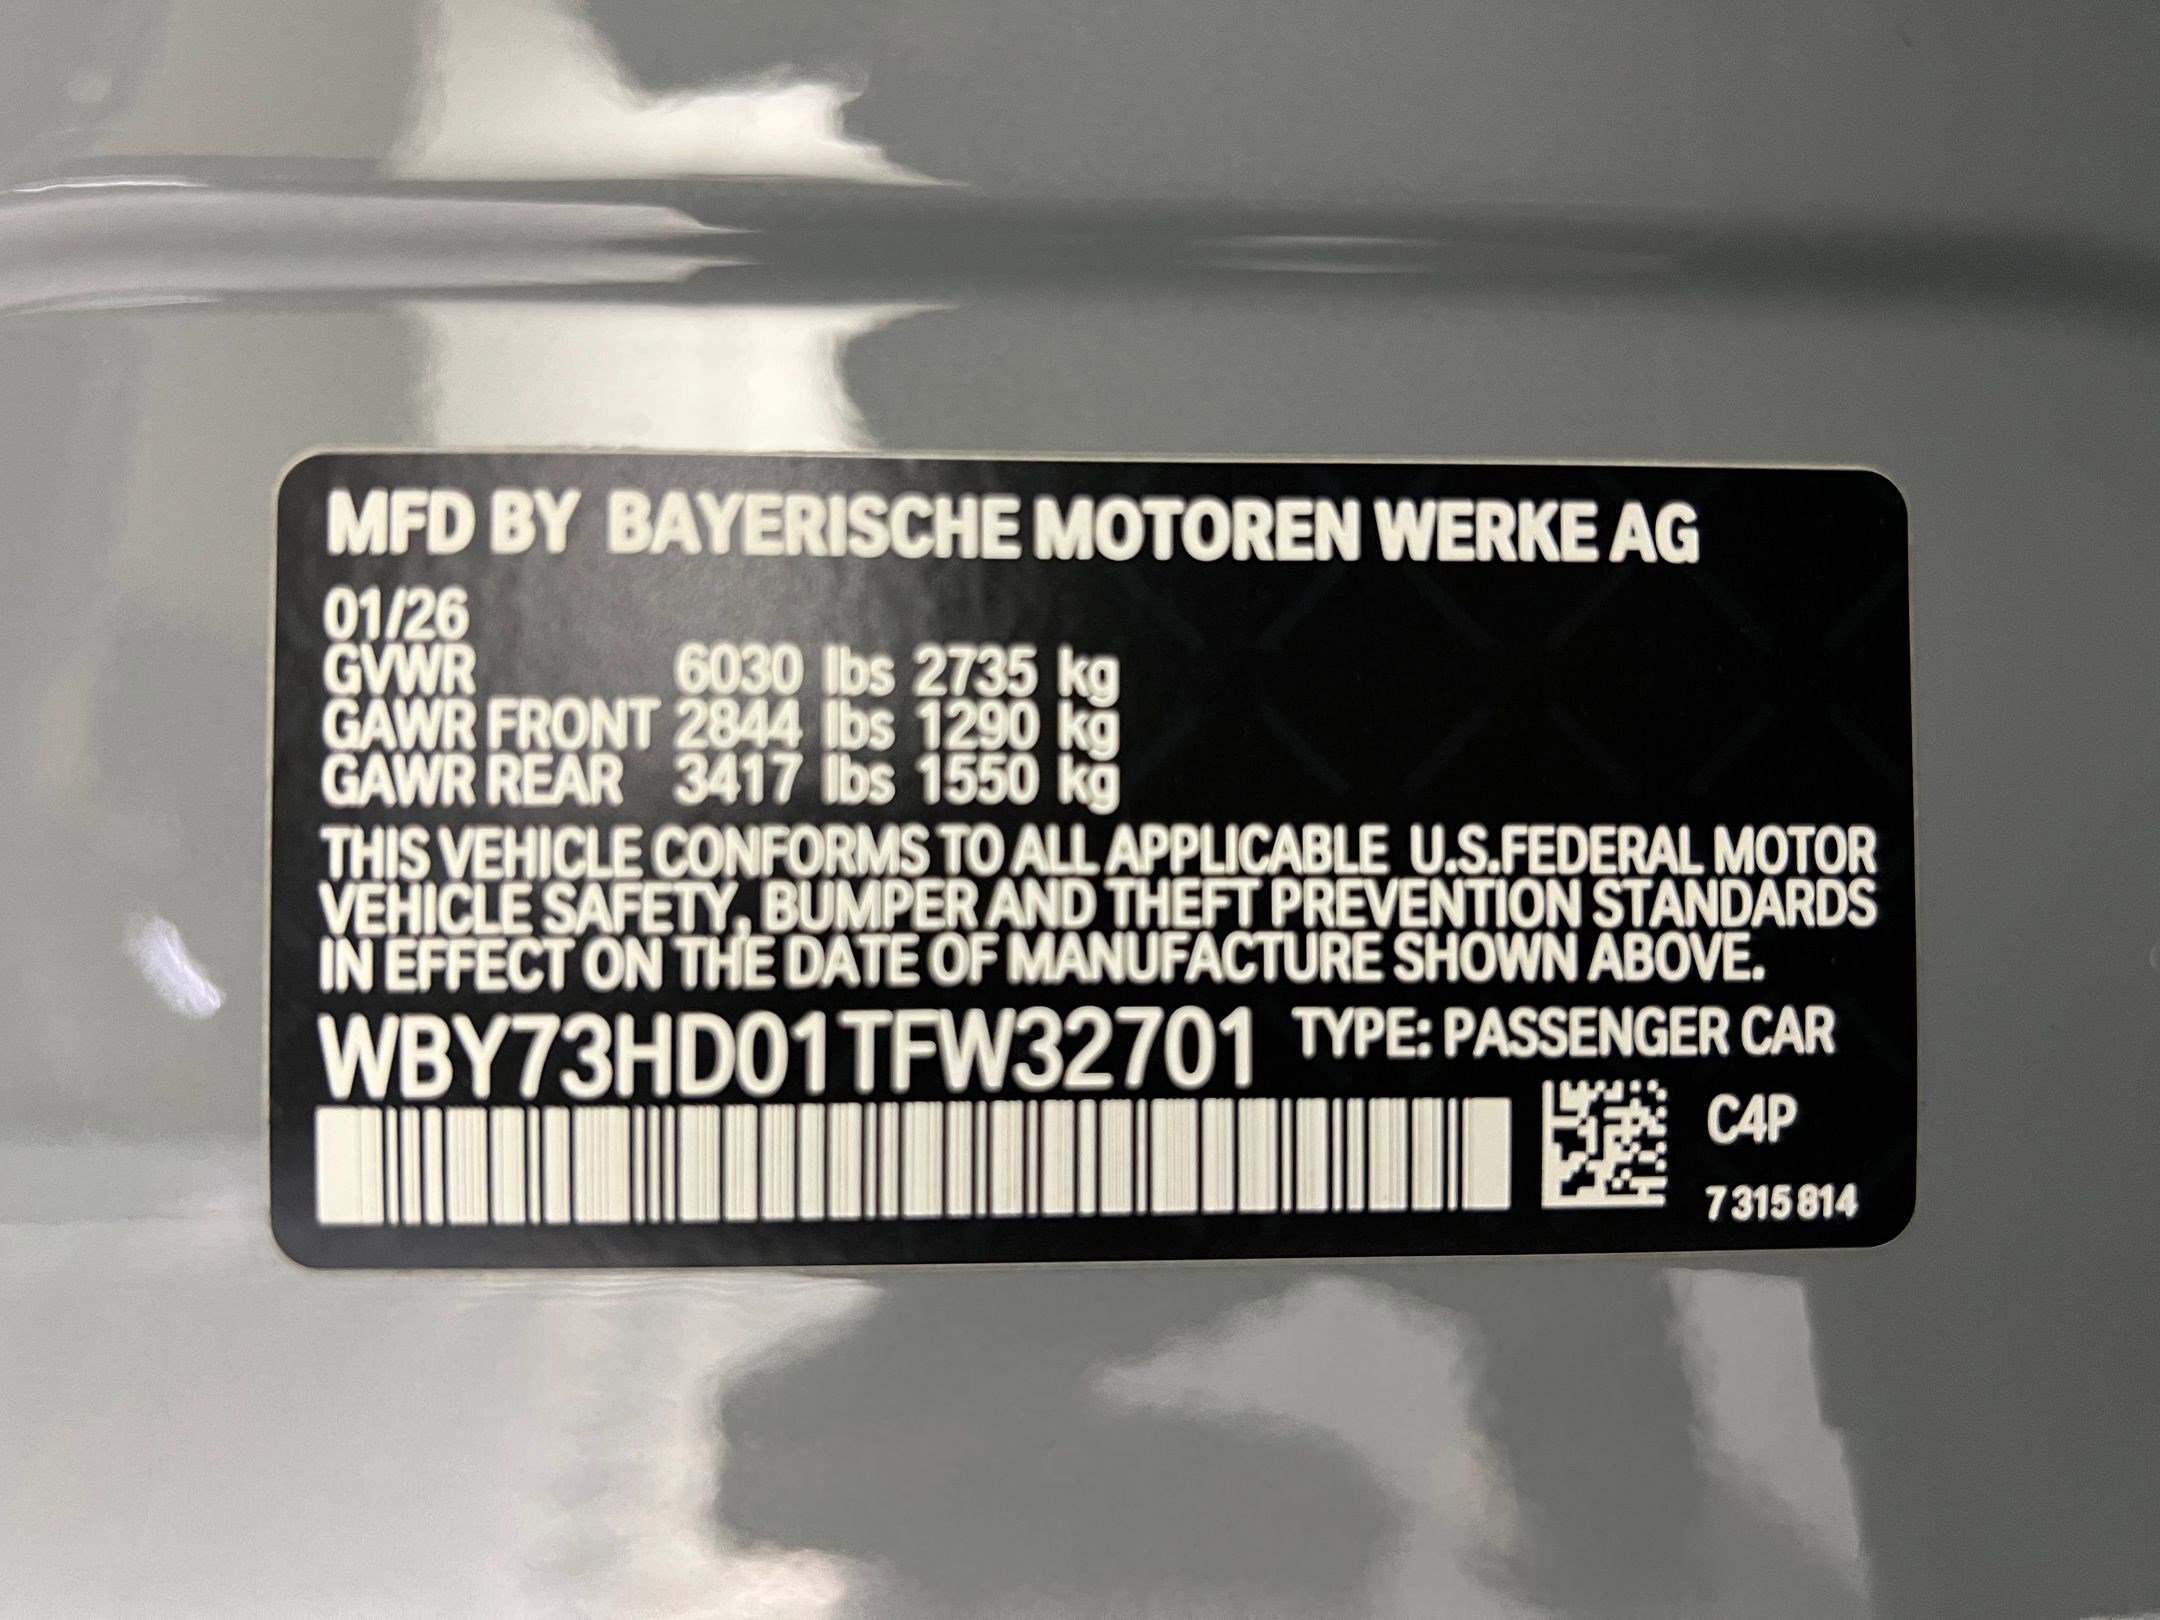 MFD BY BAYERISCHE MOTOREN WERKE AG
01/26
GVWR 6030 lbs 2735 kg
GAWR FRONT 2844 lbs 1290 kg
GAWR REAR 3417 lbs 1550 kg
THIS VEHICLE CONFORMS TO ALL APPLICABLE U.S.FEDERAL MOTOR
VEHICLE SAFETY, BUMPER AND THEFT PREVENTION STANDARDS
IN EFFECT ON THE DATE OF MANUFACTURE SHOWN ABOVE.
WBY73HD01TFW32701 TYPE: PASSENGER CAR
C4P
7 315 814